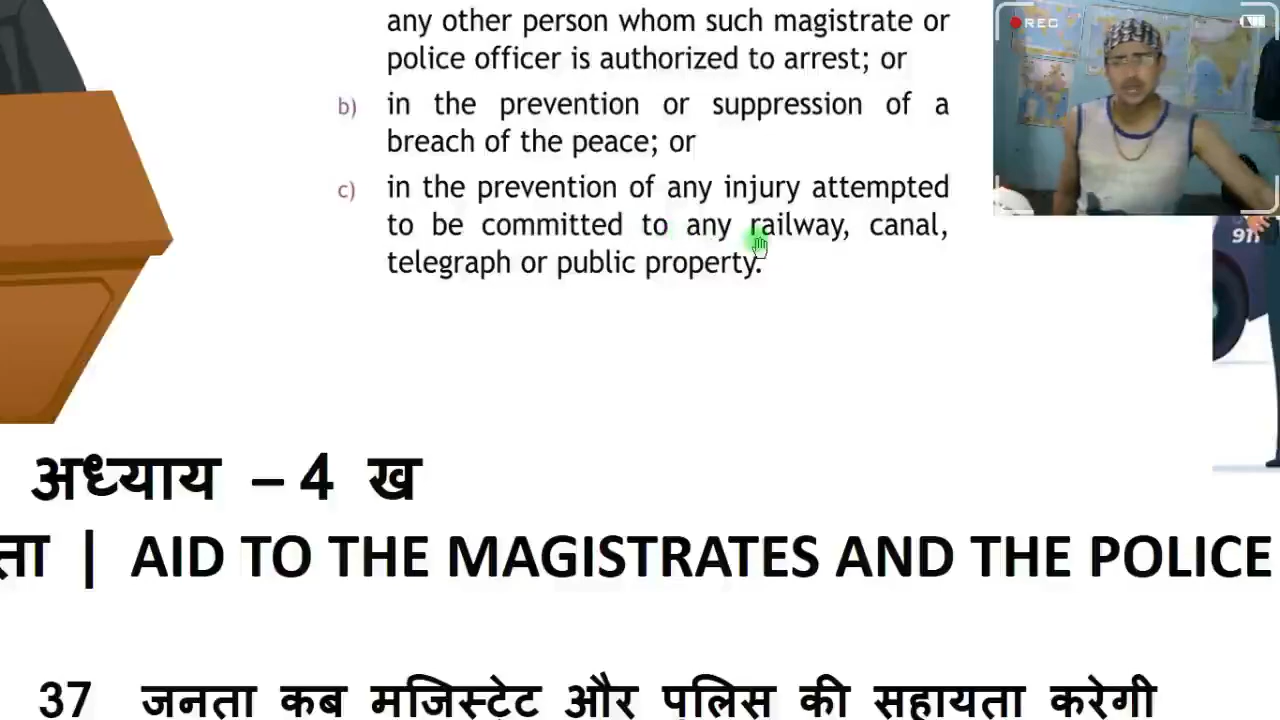 any other person whom such magistrate or
police officer is authorized to arrest; or
b) in the prevention or suppression of a
breach of the peace; or
c) in the prevention of any injury attempted
to be committed to any railway, canal,
telegraph or public property.
REC
911
अध्याय – 4 ख
ता | AID TO THE MAGISTRATES AND THE POLICE
37 जनता कब मजिस्ट्रेट और पुलिस की सहायता करेगी